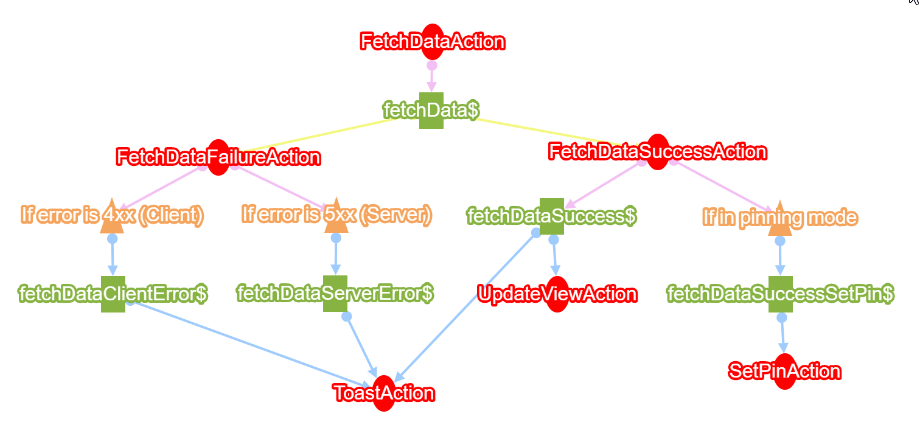 FetchDataAction
fetchData$
FetchDataFailureAction
FetchDataSuccessAction
If error is 4xx (Client)
If error is 5xx (Server)
fetchDataSuccess$
If in pinning mode
fetchDataClientError$
fetchDataServerError$
UpdateViewAction
fetchDataSuccessSetPin$
SetPinAction
ToastAction